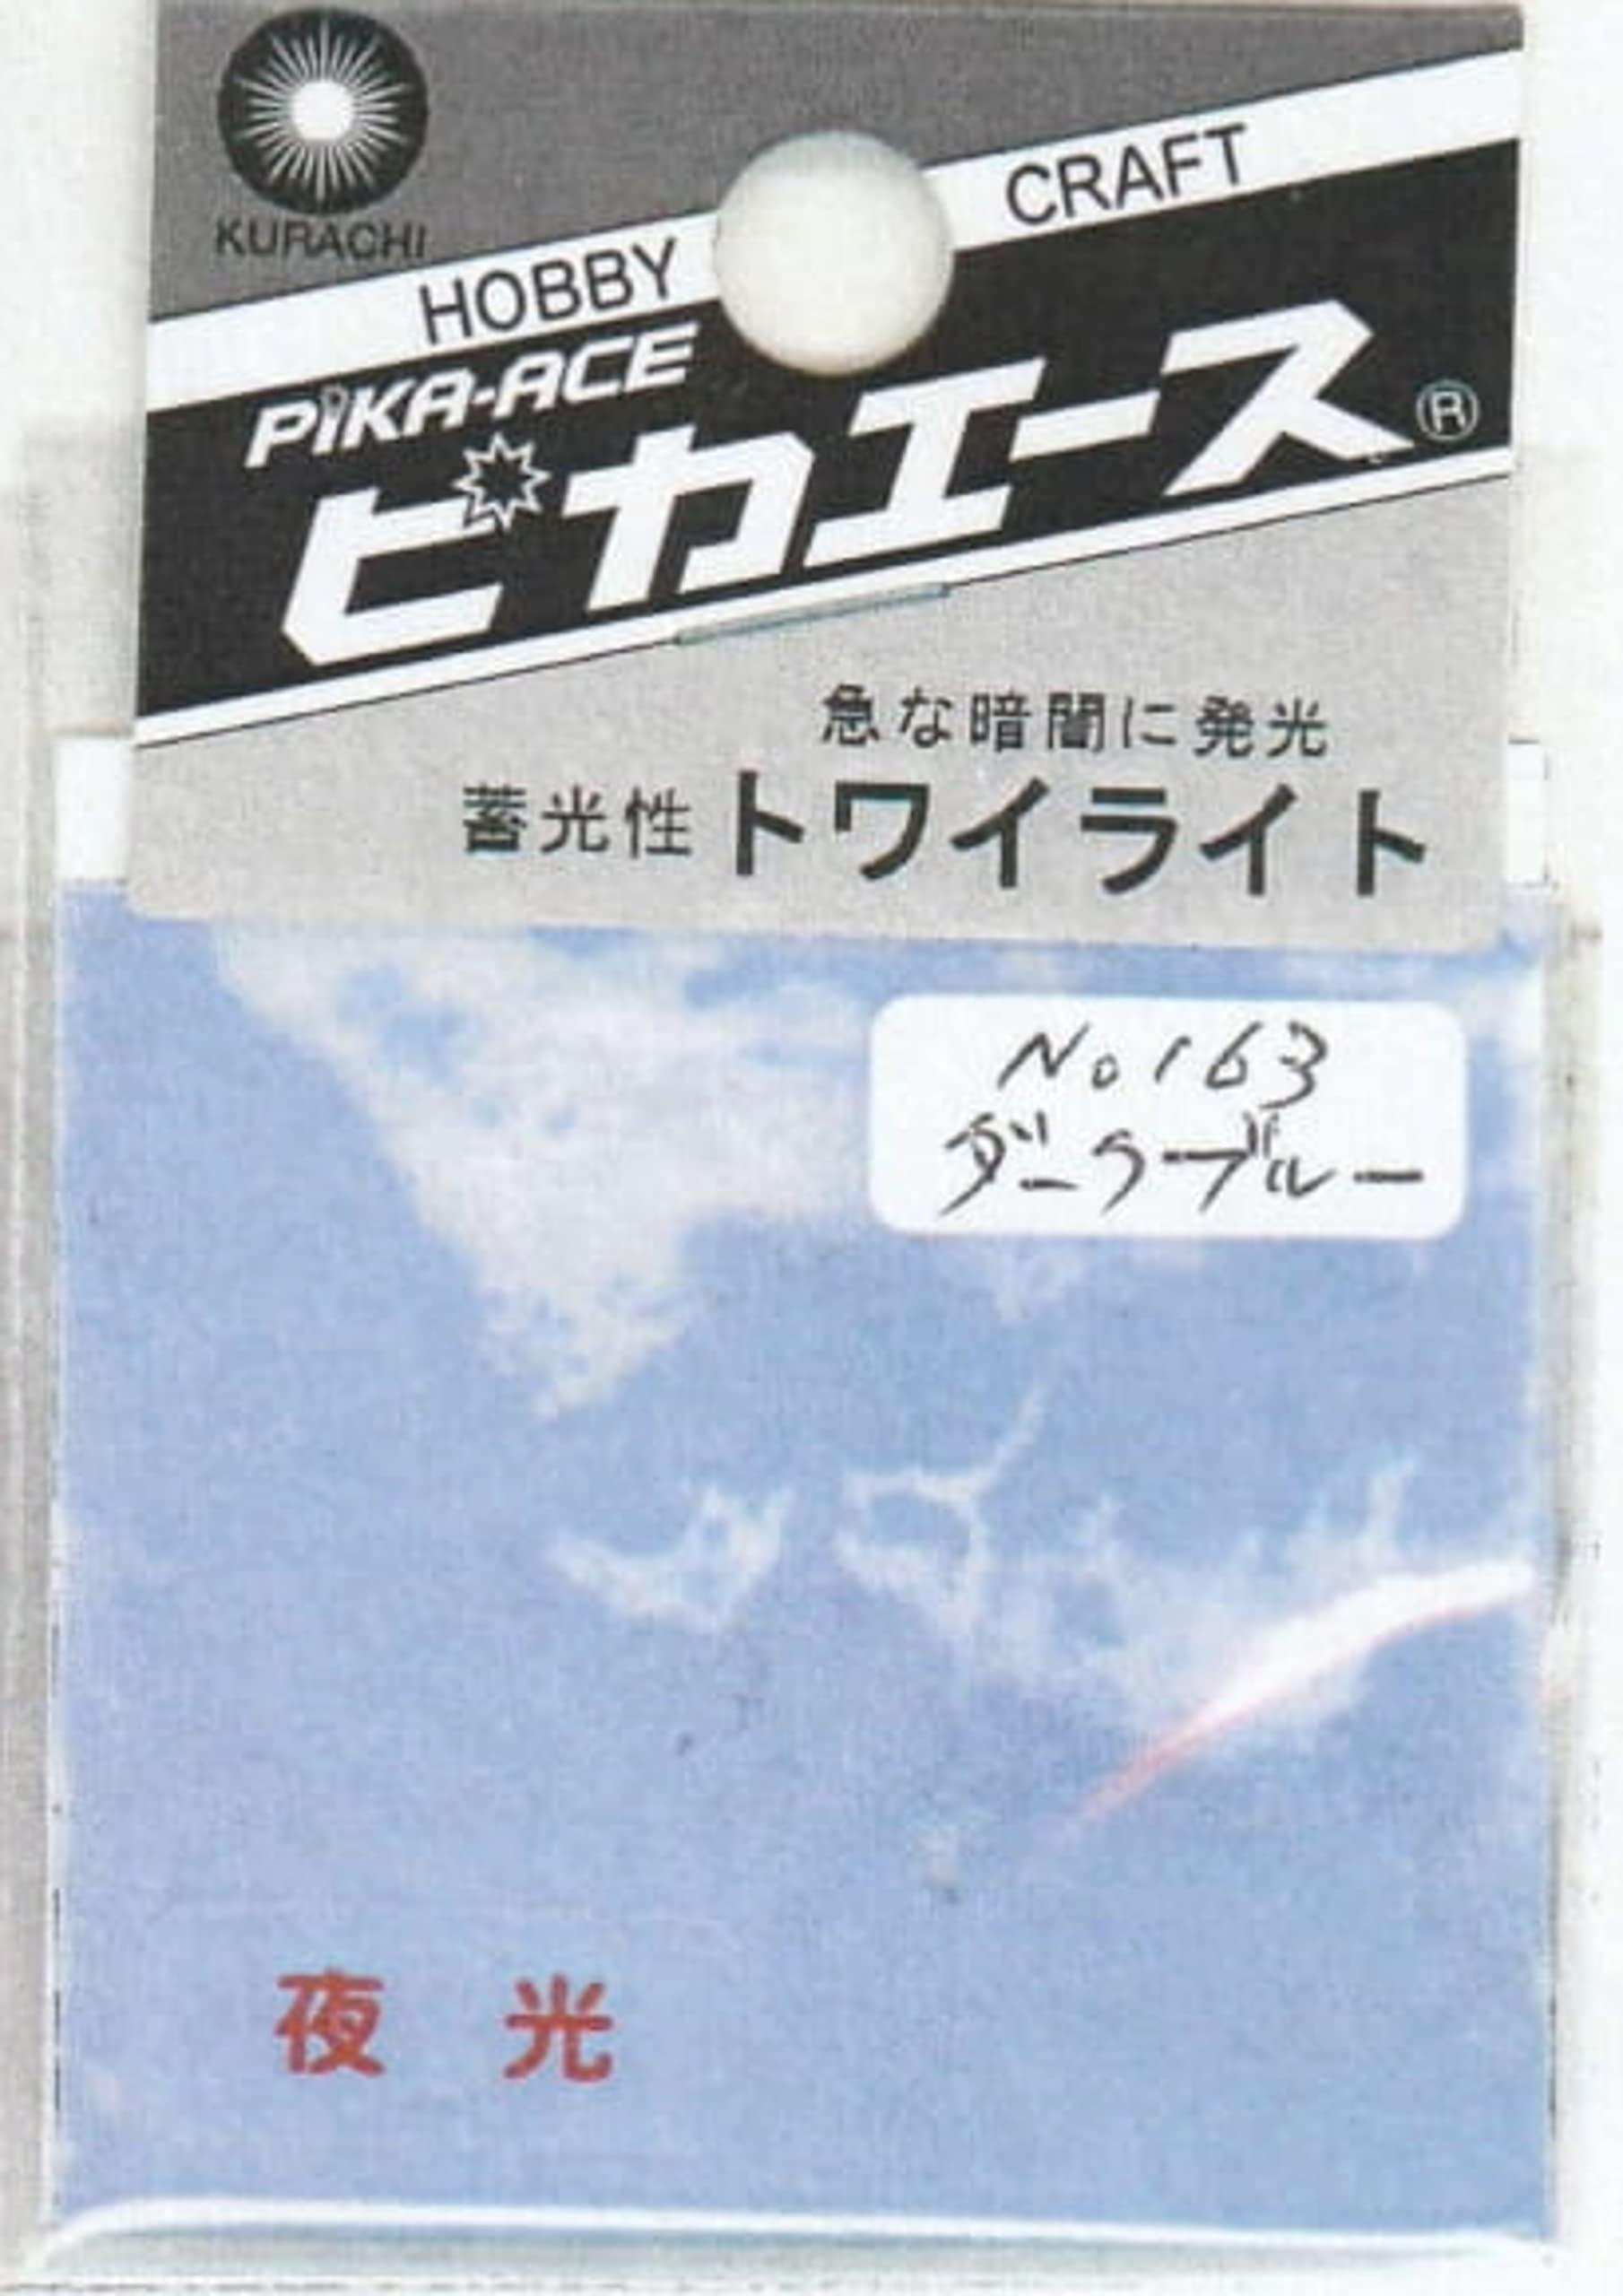 KURACHI
HOBBY CRAFT
PiKA-ACE
ピカエース®
急な暗闇に発光
蓄光性 トワイライト
No163
ダークブルー
夜光